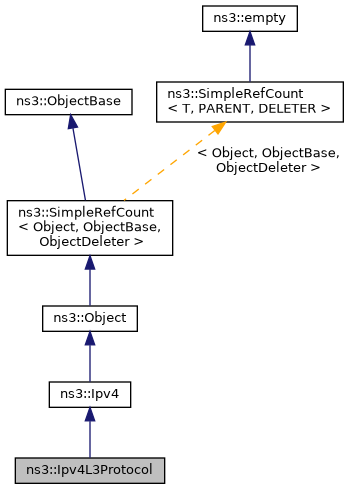 ns3::empty
ns3::ObjectBase
ns3::SimpleRefCount
< T, PARENT, DELETER >
< Object, ObjectBase,
ObjectDeleter >
ns3::SimpleRefCount
< Object, ObjectBase,
ObjectDeleter >
ns3::Object
ns3::Ipv4
ns3::Ipv4L3Protocol